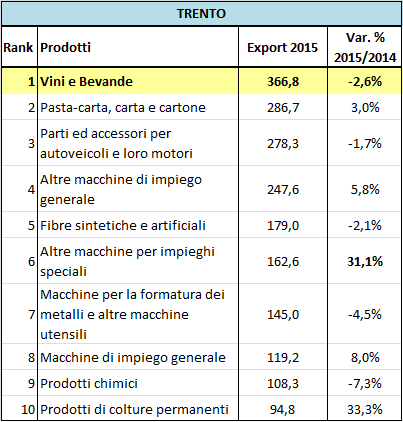 TRENTO
Rank Prodotti Export 2015 Var. % 2015/2014
1 Vini e Bevande 366,8 -2,6%
2 Pasta-carta, carta e cartone 286,7 3,0%
3 Parti ed accessori per autoveicoli e loro motori 278,3 -1,7%
4 Altre macchine di impiego generale 247,6 5,8%
5 Fibre sintetiche e artificiali 179,0 -2,1%
6 Altre macchine per impieghi speciali 162,6 31,1%
7 Macchine per la formatura dei metalli e altre macchine utensili 145,0 -4,5%
8 Macchine di impiego generale 119,2 8,0%
9 Prodotti chimici 108,3 -7,3%
10 Prodotti di colture permanenti 94,8 33,3%